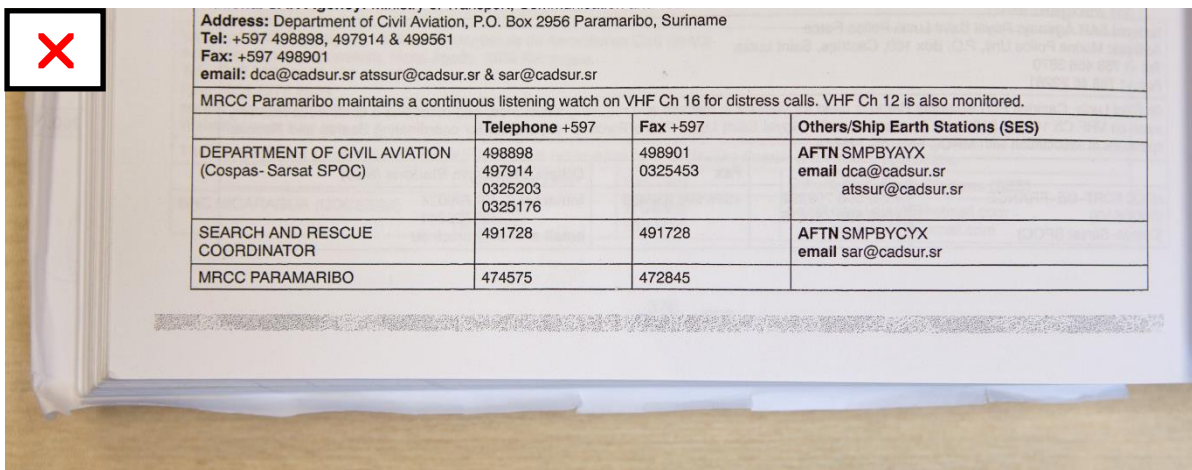 Address: Department of Civil Aviation, P.O. Box 2956 Paramaribo, Suriname
Tel: +597 498898, 497914 & 499561
Fax: +597 498901
email: dca@cadsur.sr atssur@cadsur.sr & sar@cadsur.sr
MRCC Paramaribo maintains a continuous listening watch on VHF Ch 16 for distress calls. VHF Ch 12 is also monitored.
Telephone +597 Fax +597 Others/Ship Earth Stations (SES)
DEPARTMENT OF CIVIL AVIATION 498898 498901 AFTN SMPBYAYX
(Cospas- Sarsat SPOC) 497914 0325453 email dca@cadsur.sr
0325203 atssur@cadsur.sr
0325176
SEARCH AND RESCUE 491728 491728 AFTN SMPBYCYX
COORDINATOR email sar@cadsur.sr
MRCC PARAMARIBO 474575 472845